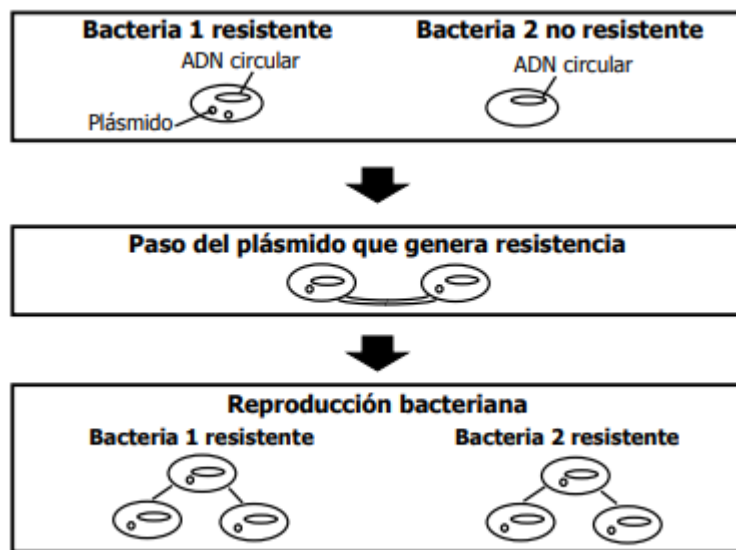 Bacteria 1 resistente
Bacteria 2 no resistente
ADN circular
ADN circular
Plásmido
Paso del plásmido que genera resistencia
Reproducción bacteriana
Bacteria 1 resistente
Bacteria 2 resistente